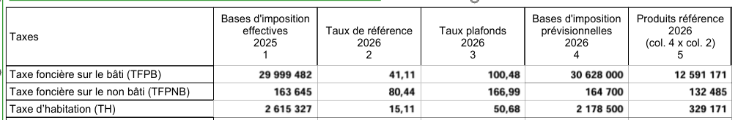 Taxes
Bases d'imposition effectives 2025 1
Taux de référence 2026 2
Taux plafonds 2026 3
Bases d'imposition prévisionnelles 2026 4
Produits référence 2026 (col. 4 x col. 2) 5
Taxe foncière sur le bâti (TFPB) 29 999 482 41,11 100,48 30 628 000 12 591 171
Taxe foncière sur le non bâti (TFPNB) 163 645 80,44 166,99 164 700 132 485
Taxe d'habitation (TH) 2 615 327 15,11 50,68 2 178 500 329 171